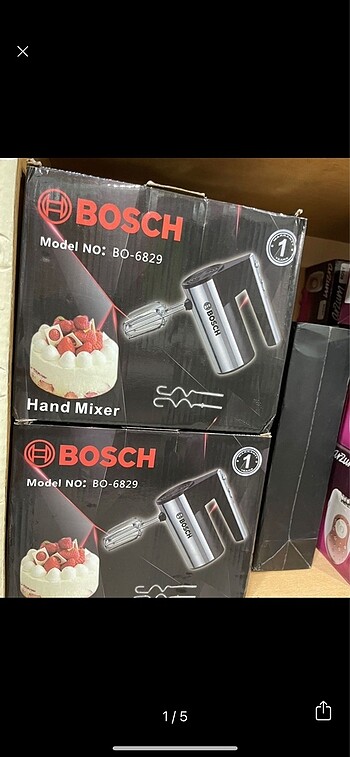 BOSCH
Model NO: BO-6829
1
BOSCH
Hand Mixer
BOSCH
Model NO: BO-6829
1
BOSCH
1/5